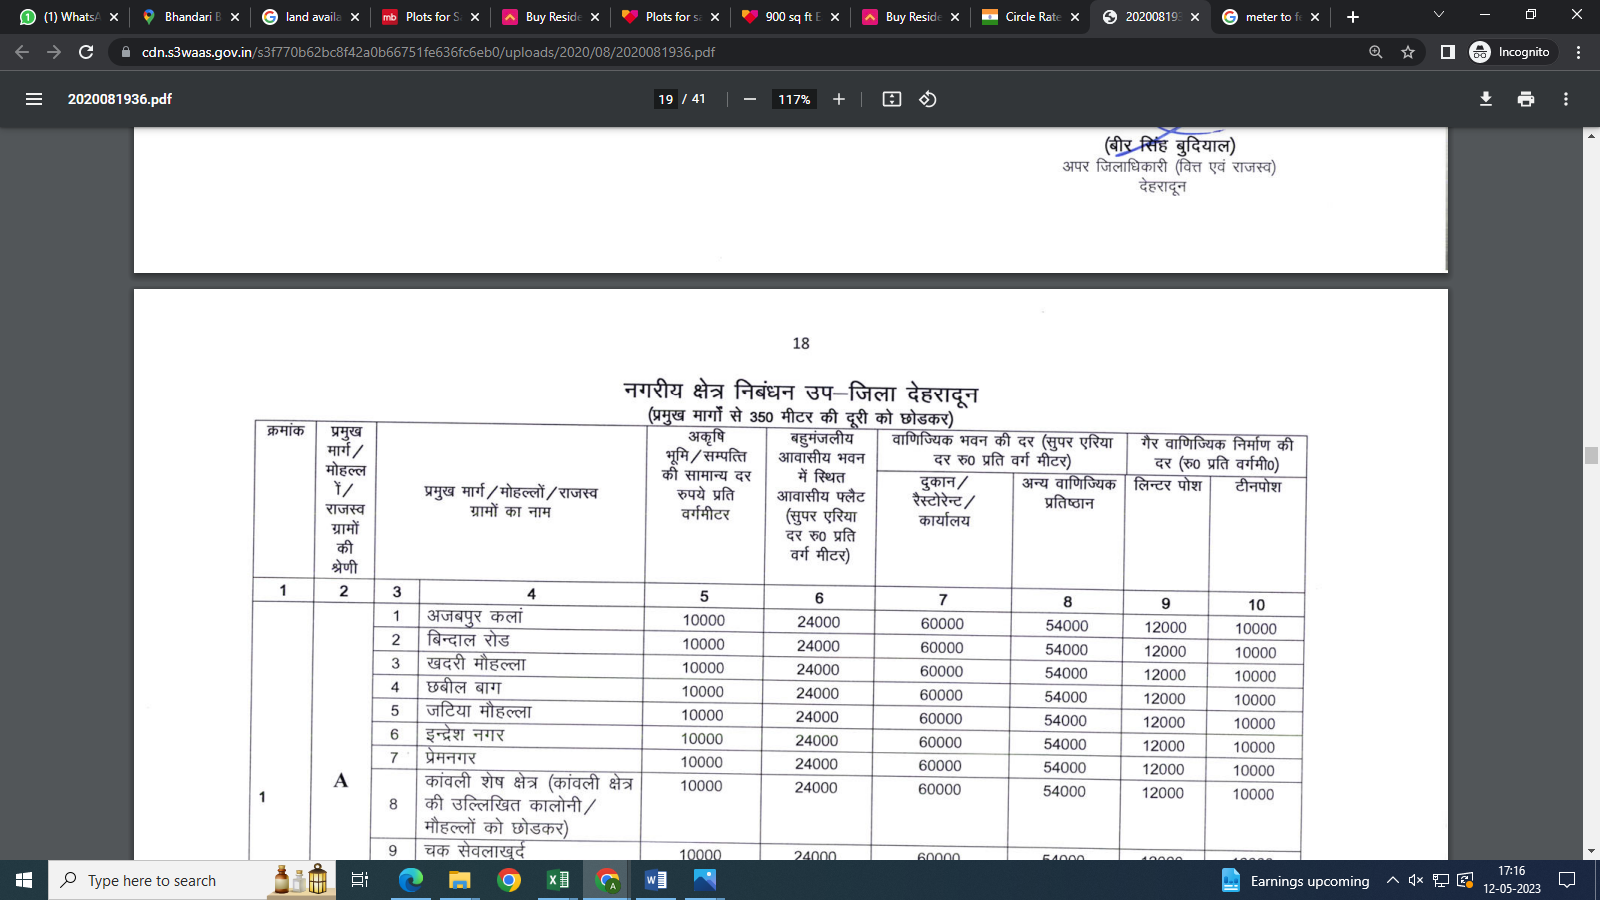 (1) WhatsA
Bhandari B
land availa
Plots for Sa
Buy Reside
Plots for sa
900 sq ft
Buy Reside
Circle Rate
202008193
meter to fe
cdn.s3waas.gov.in/s3f770b62bc8f42a0b66751fe636fc6eb0/uploads/2020/08/2020081936.pdf
Incognito
2020081936.pdf
19 / 41
117%
(बीर सिंह बुदियाल)
अपर जिलाधिकारी (वित्त एवं राजस्व)
देहरादून
18
नगरीय क्षेत्र निबंधन उप–जिला देहरादून
(प्रमुख मार्गों से 350 मीटर की दूरी को छोडकर)
क्रमांक
प्रमुख
मार्ग/
मोहल्ल
ों/
राजस्व
ग्रामों
की
श्रेणी
प्रमुख मार्ग/मोहल्लों/राजस्व
ग्रामों का नाम
अकृषि
भूमि/सम्पत्ति
की सामान्य दर
रुपये प्रति
वर्गमीटर
बहुमंजलीय
आवासीय भवन
में स्थित
आवासीय फ्लैट
(सुपर एरिया
दर रु0 प्रति
वर्ग मीटर)
वाणिज्यिक भवन की दर (सुपर एरिया
दर रु0 प्रति वर्ग मीटर)
दुकान/
रैस्टोरेन्ट/
कार्यालय
अन्य वाणिज्यिक
प्रतिष्ठान
गैर वाणिज्यिक निर्माण की
दर (रु0 प्रति वर्गमी0)
लिन्टर पोश
टीनपोश
1 2 3 4 5 6 7 8 9 10
1 A
1 अजबपुर कलां 10000 24000 60000 54000 12000 10000
2 बिन्दाल रोड 10000 24000 60000 54000 12000 10000
3 खदरी मौहल्ला 10000 24000 60000 54000 12000 10000
4 छबील बाग 10000 24000 60000 54000 12000 10000
5 जटिया मौहल्ला 10000 24000 60000 54000 12000 10000
6 इन्द्रेश नगर 10000 24000 60000 54000 12000 10000
7 प्रेमनगर 10000 24000 60000 54000 12000 10000
8 कांवली शेष क्षेत्र (कांवली क्षेत्र 10000 24000 60000 54000 12000 10000
की उल्लिखित कालोनी/
मौहल्लों को छोडकर)
9 चक सेवलाखुर्द 10000 24000 60000 54000 12000
Type here to search
Earnings upcoming
17:16
12-05-2023